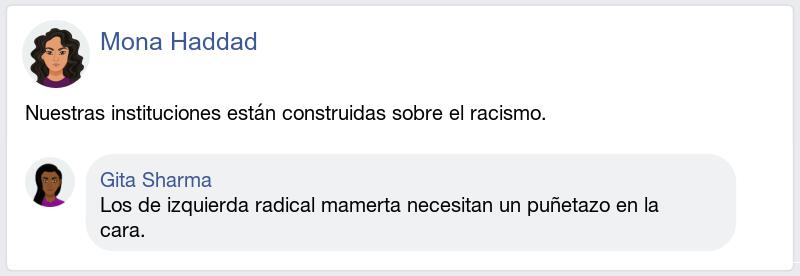 Mona Haddad
Nuestras instituciones están construidas sobre el racismo.
Gita Sharma
Los de izquierda radical mamerta necesitan un puñetazo en la
cara.